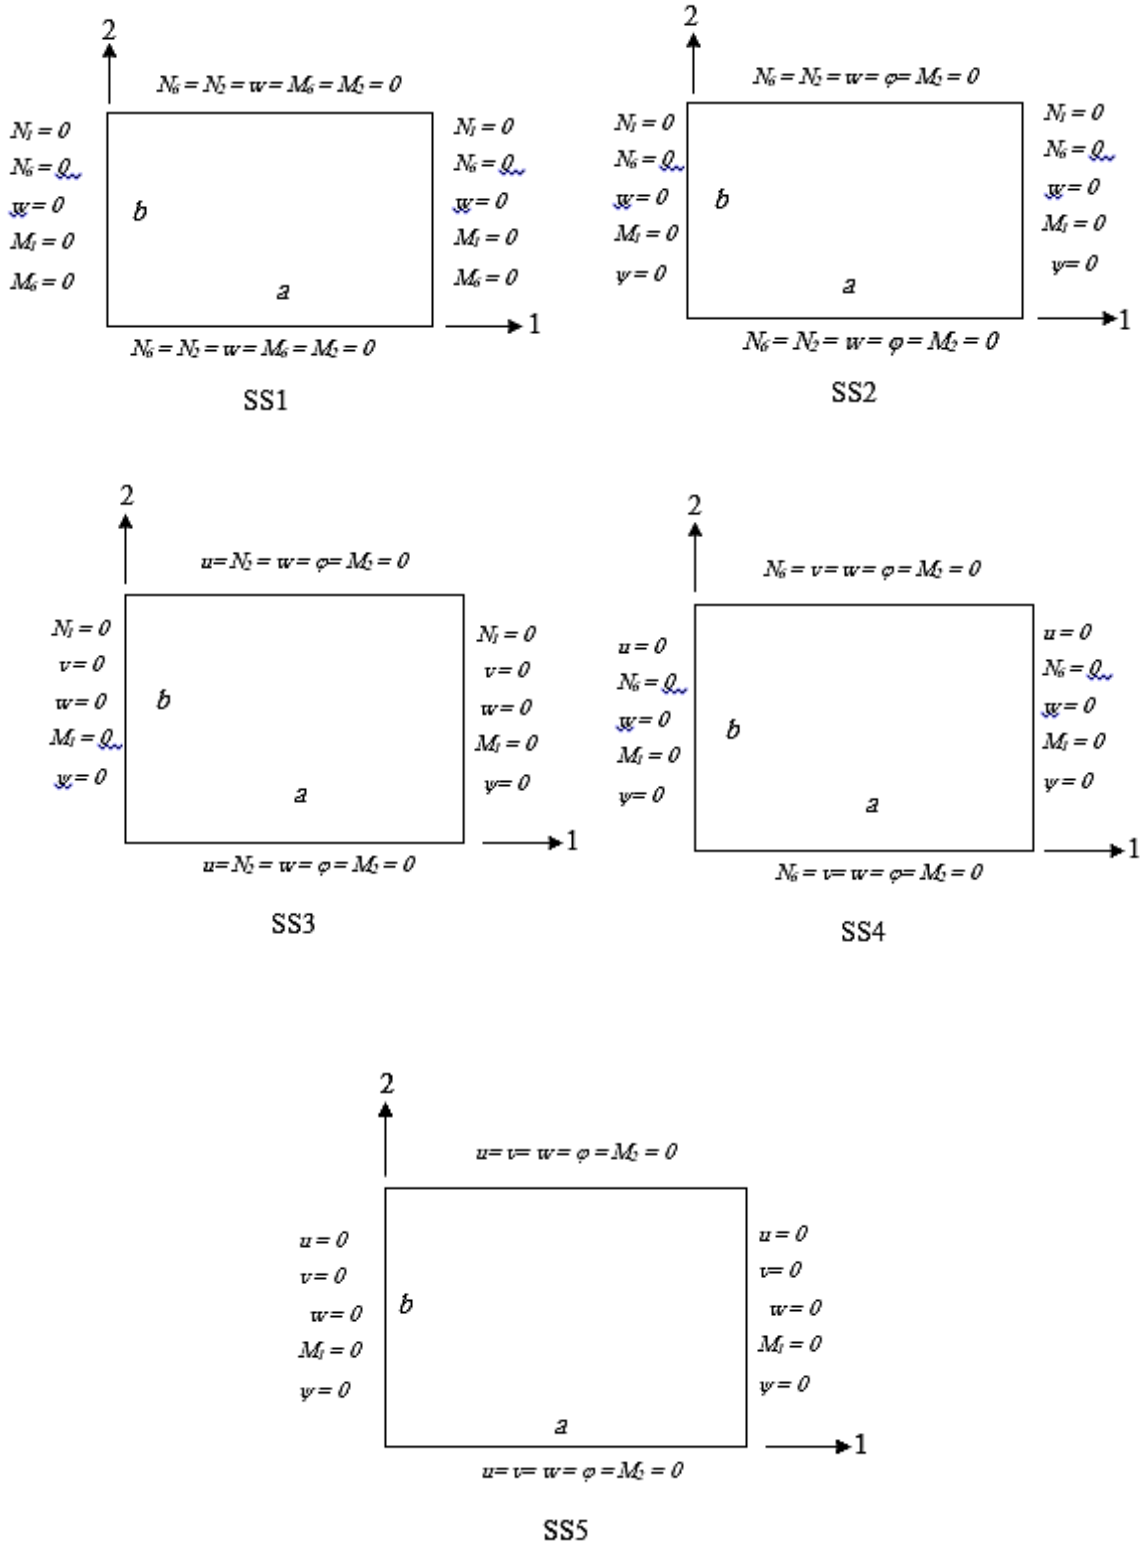 2
N₆ = N₂ = w = M₆ = M₂ = 0
N₁ = 0
N₆ = 0
w = 0
M₁ = 0
M₆ = 0
b
a
N₁ = 0
N₆ = 0
w = 0
M₁ = 0
M₆ = 0
1
N₆ = N₂ = w = M₆ = M₂ = 0
SS1
2
N₆ = N₂ = w = φ = M₂ = 0
N₁ = 0
N₆ = 0
w = 0
M₁ = 0
ψ = 0
b
a
N₁ = 0
N₆ = 0
w = 0
M₁ = 0
ψ = 0
1
N₆ = N₂ = w = φ = M₂ = 0
SS2
2
u = N₂ = w = φ = M₂ = 0
N₁ = 0
v = 0
w = 0
M₁ = 0
ψ = 0
b
a
N₁ = 0
v = 0
w = 0
M₁ = 0
ψ = 0
1
u = N₂ = w = φ = M₂ = 0
SS3
2
N₆ = v = w = φ = M₂ = 0
u = 0
N₆ = 0
w = 0
M₁ = 0
ψ = 0
b
a
u = 0
N₆ = 0
w = 0
M₁ = 0
ψ = 0
1
N₆ = v = w = φ = M₂ = 0
SS4
2
u = v = w = φ = M₂ = 0
u = 0
v = 0
w = 0
M₁ = 0
ψ = 0
b
a
u = 0
v = 0
w = 0
M₁ = 0
ψ = 0
1
u = v = w = φ = M₂ = 0
SS5